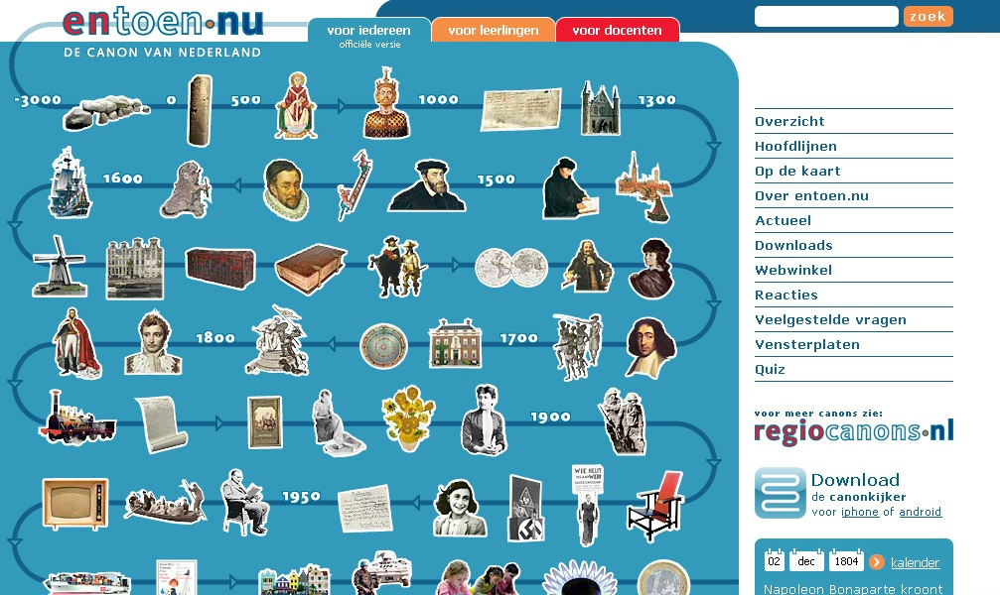 entoen·nu
DE CANON VAN NEDERLAND
voor iedereen
officiële versie
voor leerlingen
voor docenten
zoek
-3000
0
500
1000
1300
1600
1500
1800
1700
1900
1950
WIE HELPT
Overzicht
Hoofdlijnen
Op de kaart
Over entoen.nu
Actueel
Downloads
Webwinkel
Reacties
Veelgestelde vragen
Vensterplaten
Quiz
voor meer canons zie:
regiocanons·nl
Download
de canonkijker
voor iphone of android
02 dec 1804 kalender
Napoleon Bonaparte kroont